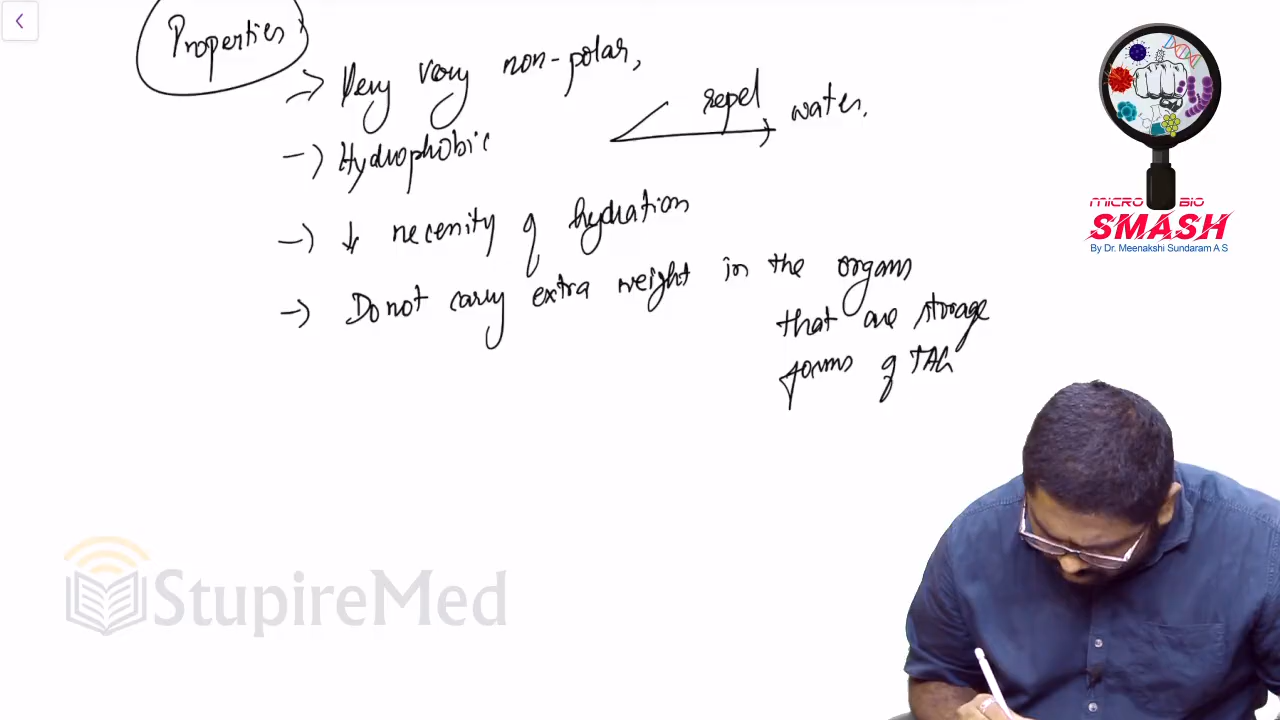 Properties:
→ Very very non-polar,
→ Hydrophobic
repel water.
→ ↓ necessity of hydration
→ Do not carry extra weight in the organs
that are storage
forms of TAG
MICRO BIO
SMASH
By Dr. Meenakshi Sundaram A S
StupireMed